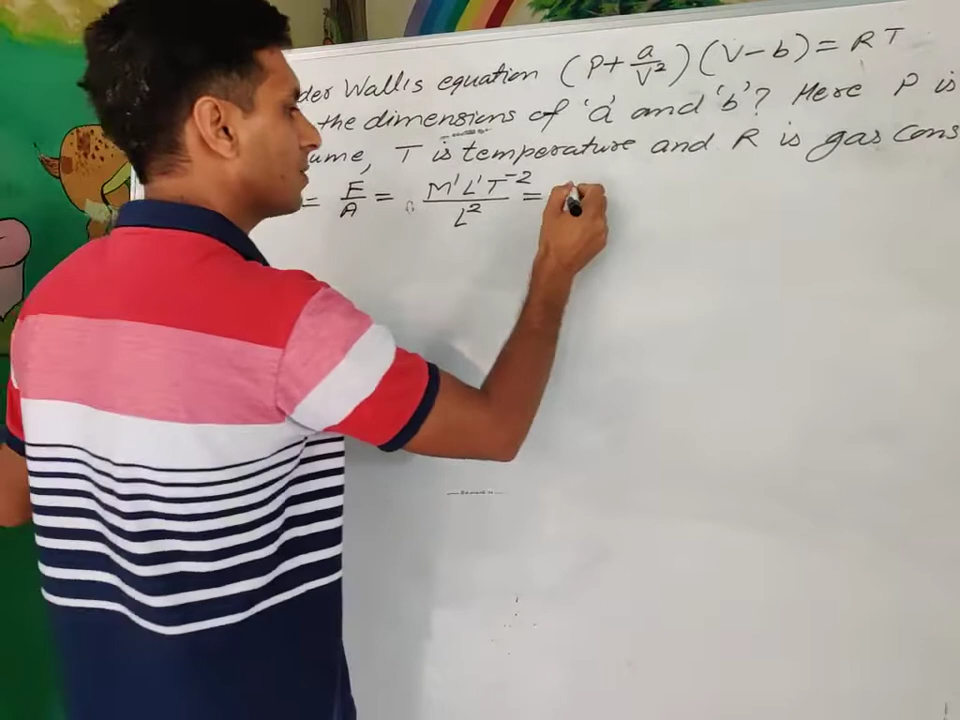 der Wallis equation (P+a/V²)(V-b)=RT
the dimensions of 'a' and 'b'? Here P is
ume, T is temperature and R is gas Cons
= F/A = M¹L¹T⁻²/L² =